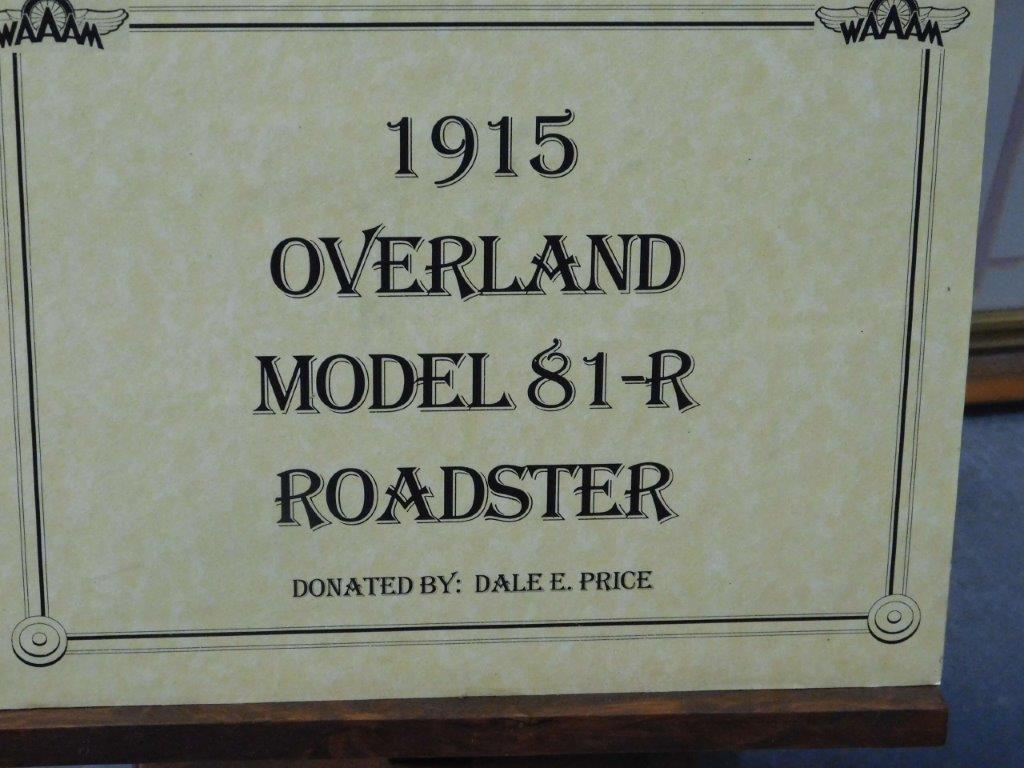 WAAAM WAAAM
1915
OVERLAND
MODEL 81-R
ROADSTER
DONATED BY: DALE E. PRICE